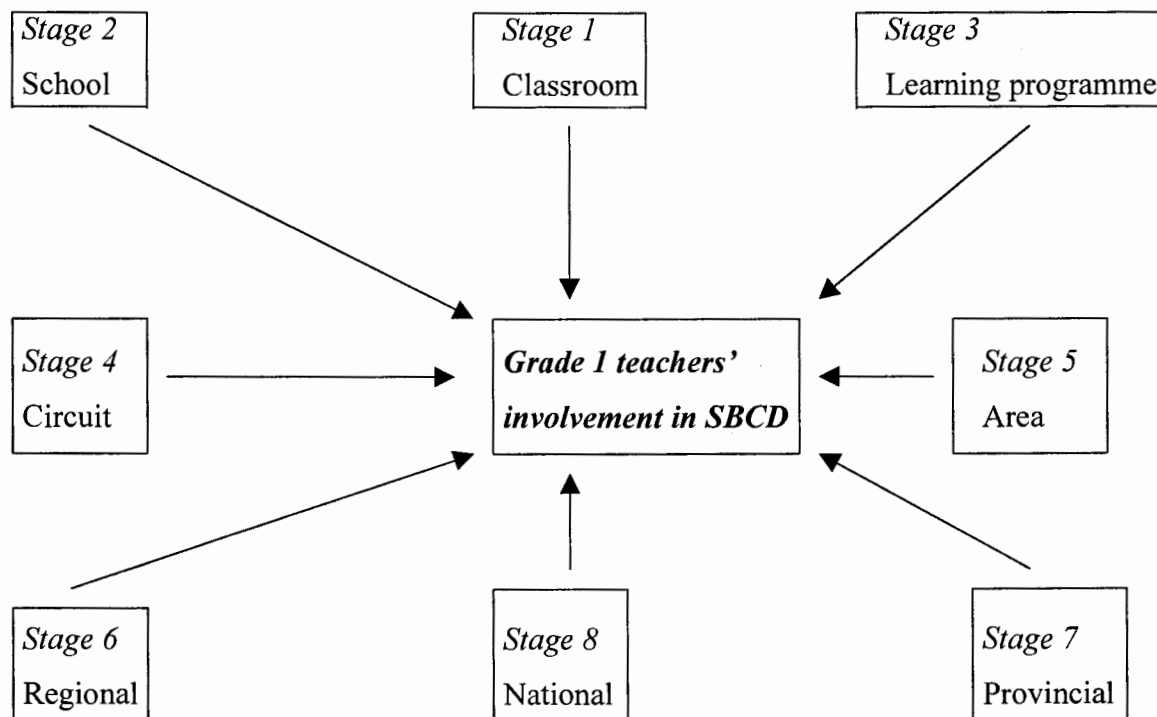 Stage 2
School
Stage 1
Classroom
Stage 3
Learning programme
Stage 4
Circuit
Grade 1 teachers’
involvement in SBCD
Stage 5
Area
Stage 6
Regional
Stage 8
National
Stage 7
Provincial